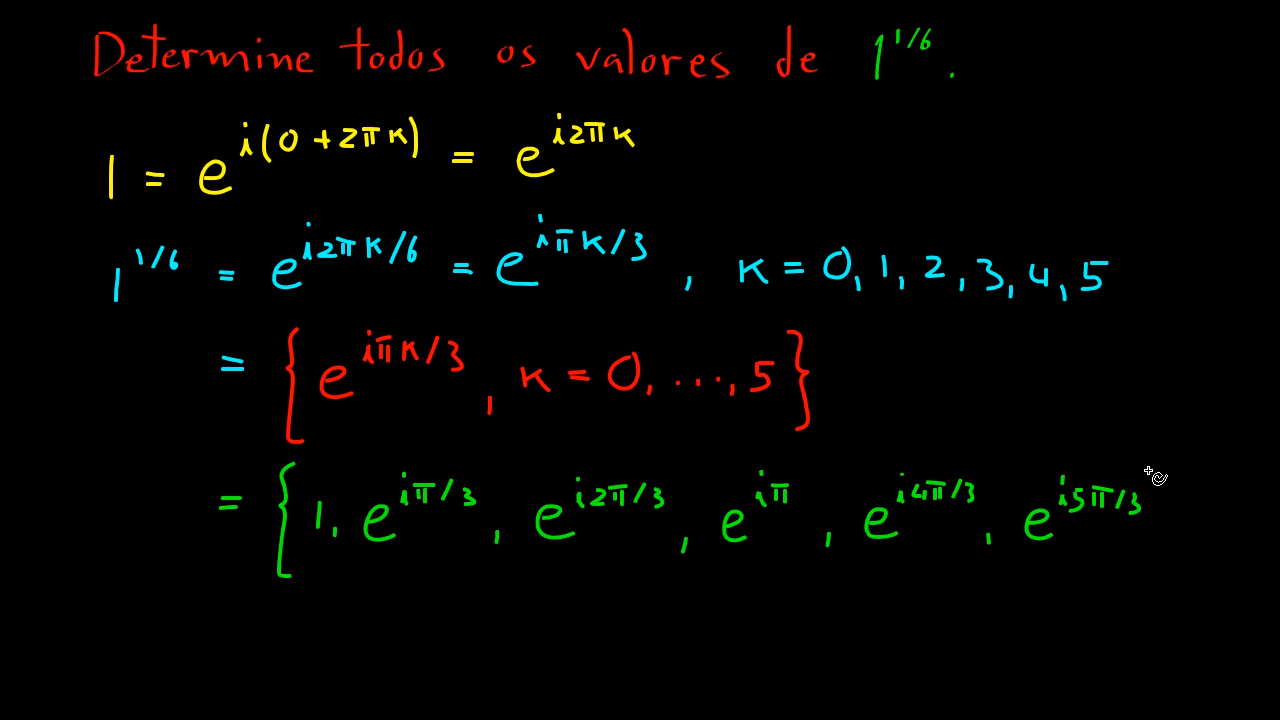 Determine todos os valores de 1^{1/6}.
1 = e^{i(0 + 2πk)} = e^{i2πk}
1^{1/6} = e^{i2πk/6} = e^{iπk/3}, k = 0, 1, 2, 3, 4, 5
= { e^{iπk/3}, k = 0, ..., 5 }
= { 1, e^{iπ/3}, e^{i2π/3}, e^{iπ}, e^{i4π/3}, e^{i5π/3}